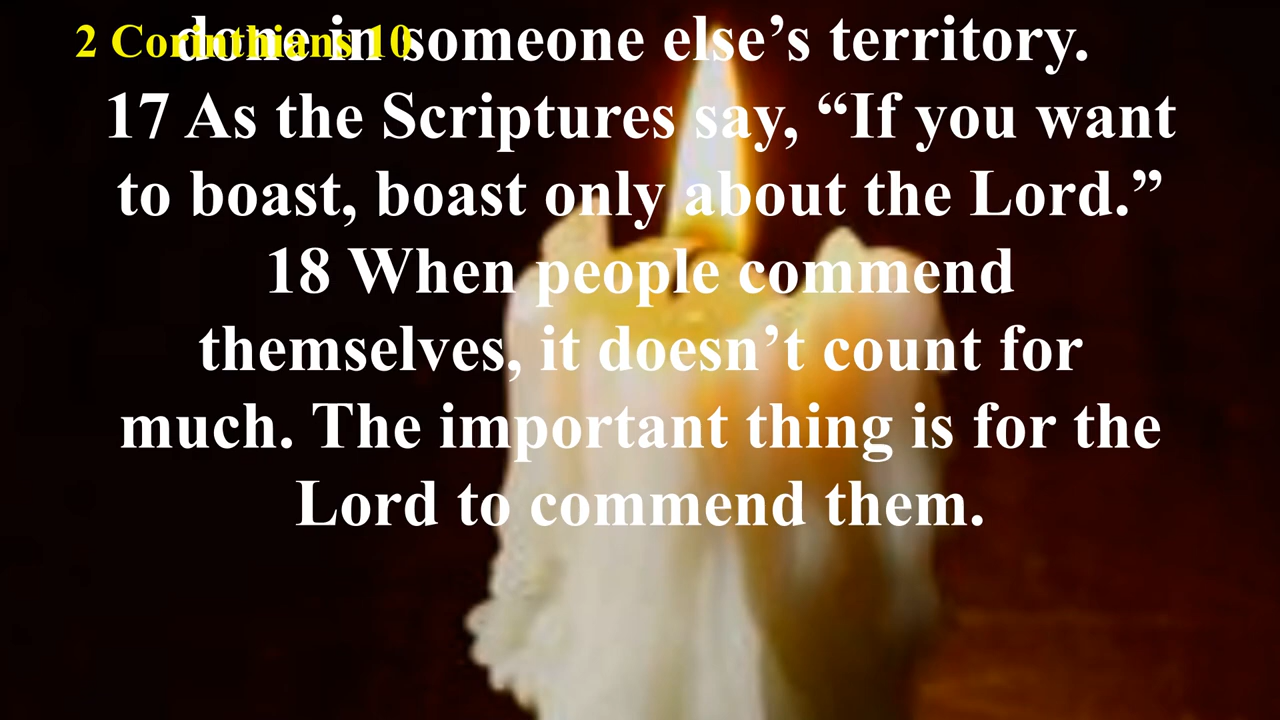 2 Corinthians 10
done in someone else’s territory.
17 As the Scriptures say, “If you want
to boast, boast only about the Lord.”
18 When people commend
themselves, it doesn’t count for
much. The important thing is for the
Lord to commend them.